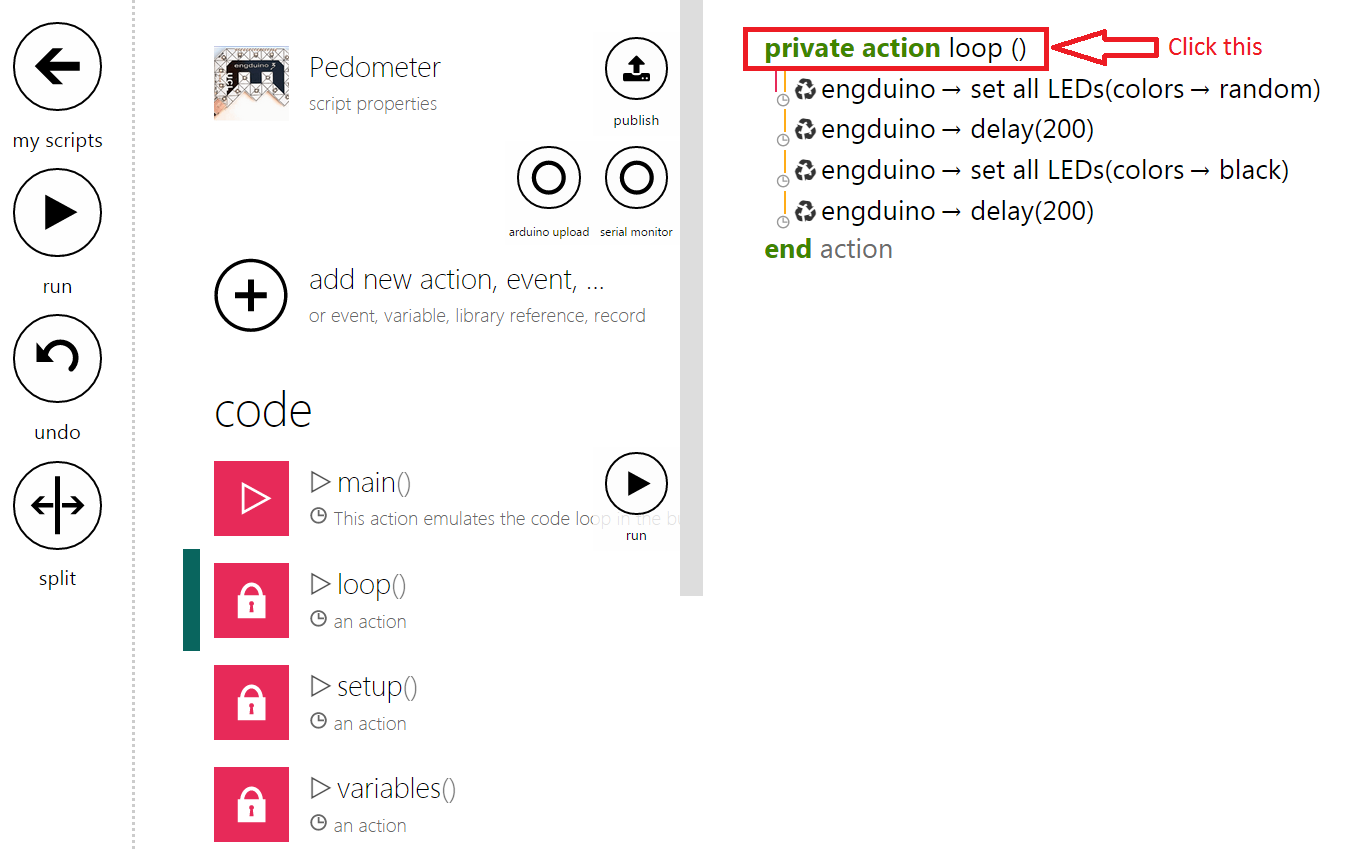 my scripts
run
undo
split
Pedometer
script properties
publish
arduino upload
serial monitor
add new action, event, ...
or event, variable, library reference, record
code
main()
This action emulates the code loop in the bu
run
loop()
an action
setup()
an action
variables()
an action
private action loop ()
Click this
engduino → set all LEDs(colors → random)
engduino → delay(200)
engduino → set all LEDs(colors → black)
engduino → delay(200)
end action